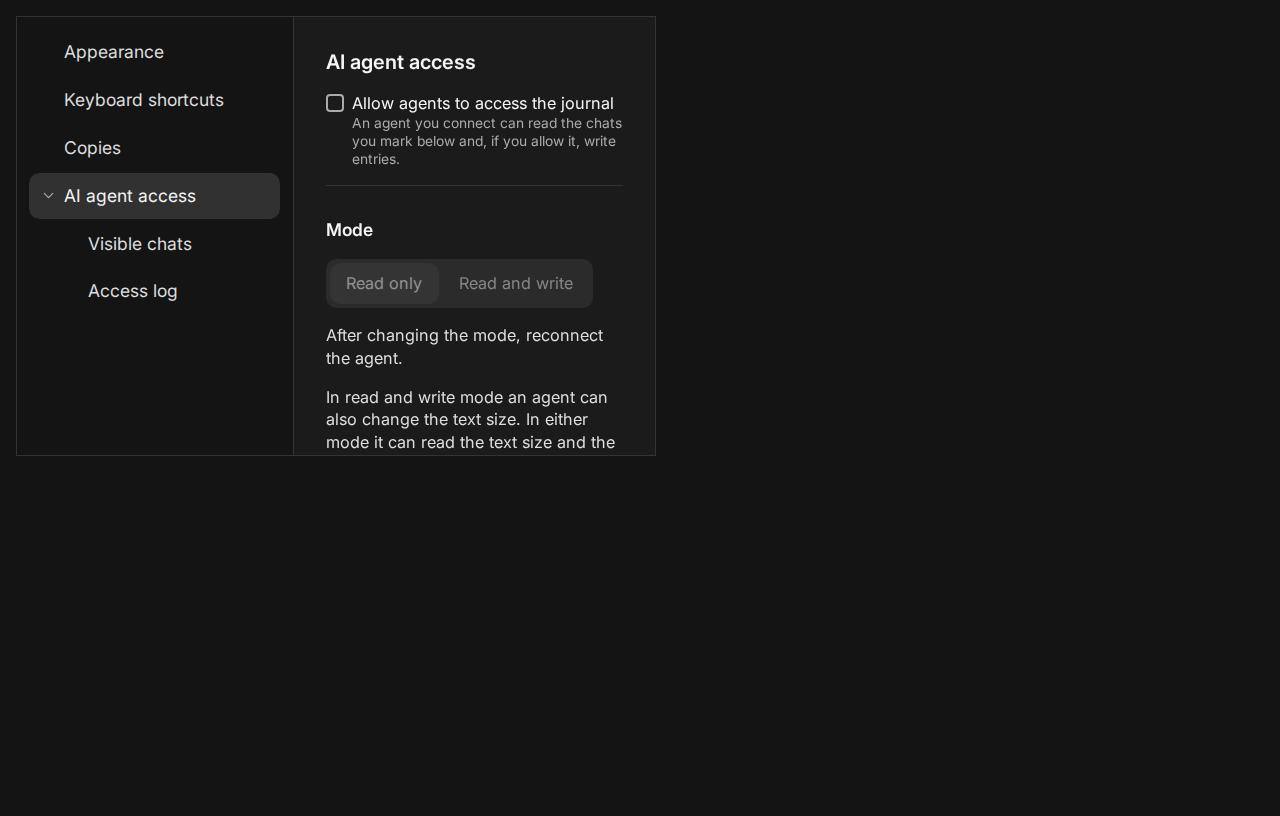 Appearance
Keyboard shortcuts
Copies
AI agent access
Visible chats
Access log
AI agent access
Allow agents to access the journal
An agent you connect can read the chats
you mark below and, if you allow it, write
entries.
Mode
Read only
Read and write
After changing the mode, reconnect
the agent.
In read and write mode an agent can
also change the text size. In either
mode it can read the text size and the